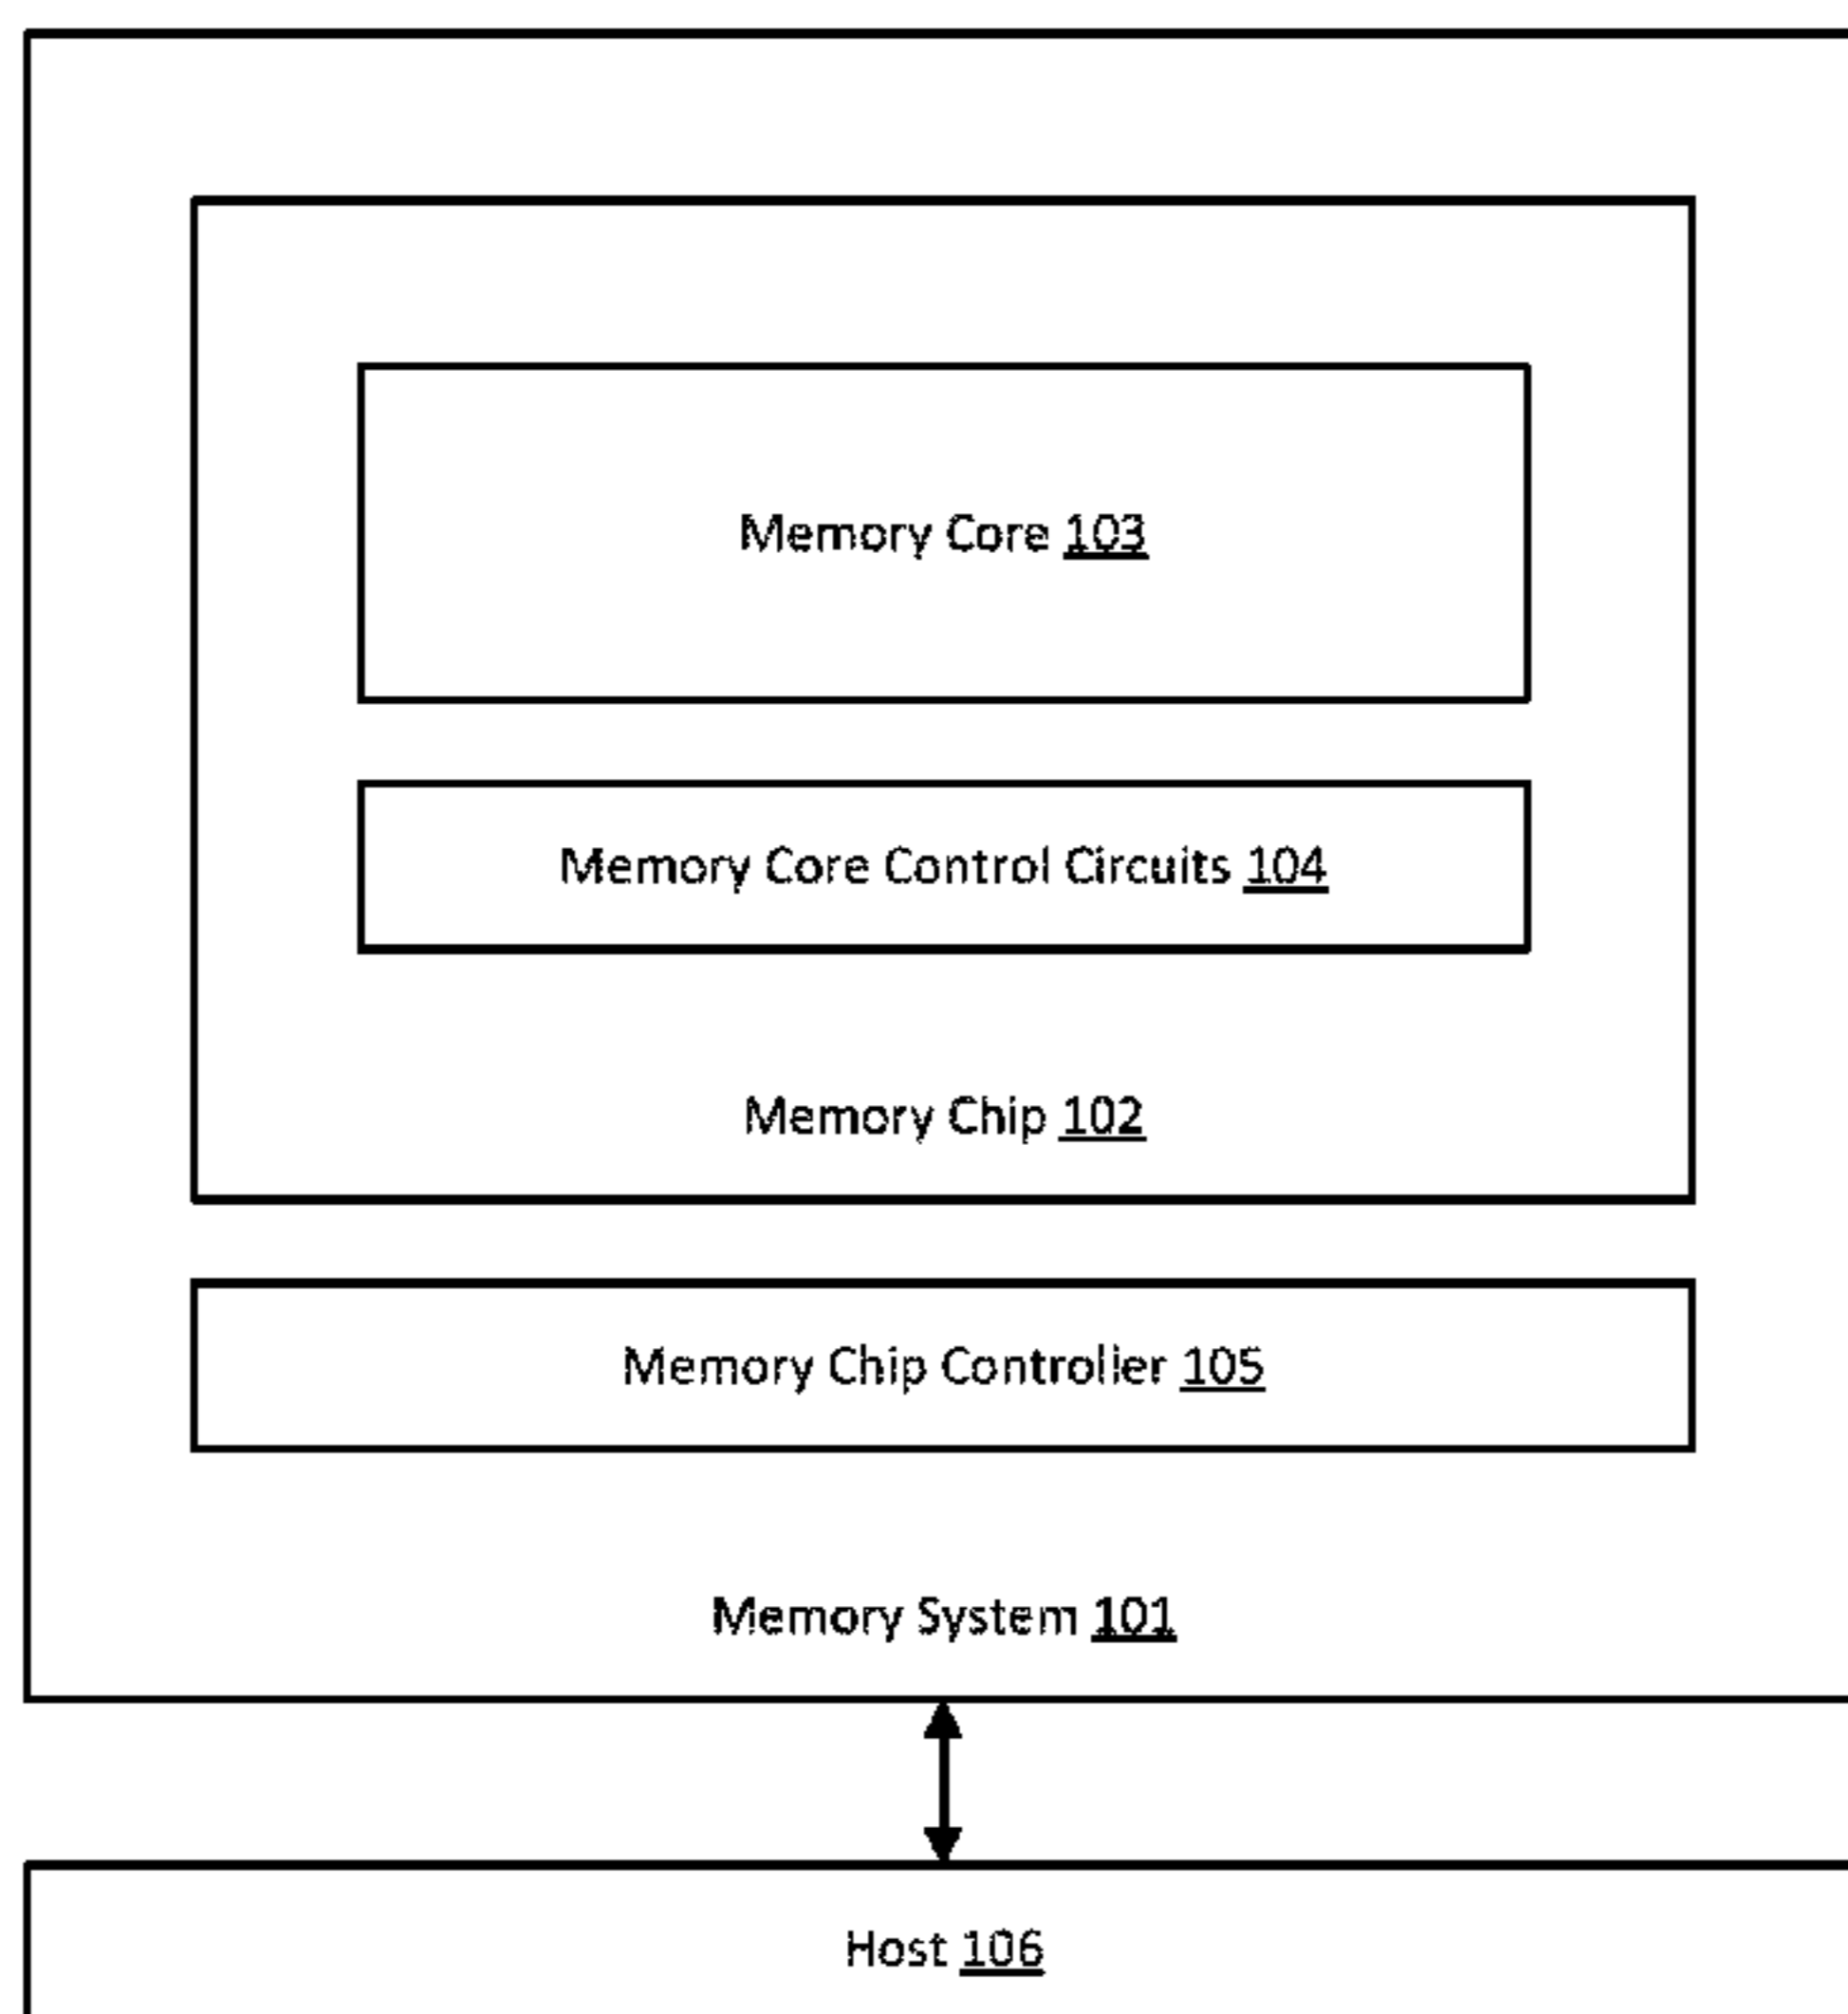 Memory Core 103
Memory Core Control Circuits 104
Memory Chip 102
Memory Chip Controller 105
Memory System 101
Host 106